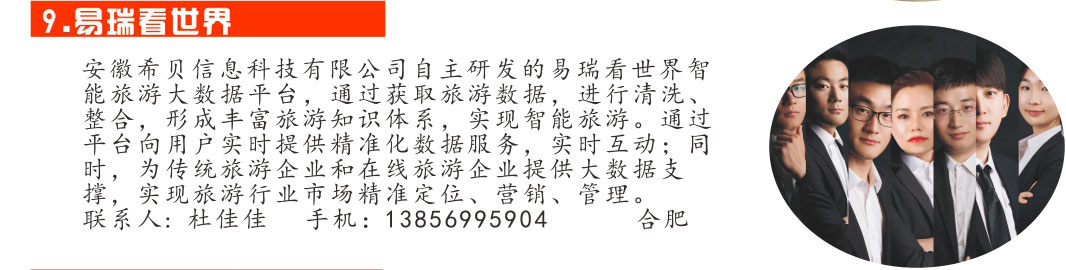 9.易瑞看世界
安徽希贝信息科技有限公司自主研发的易瑞看世界智
能旅游大数据平台，通过获取旅游数据，进行清洗、
整合，形成丰富旅游知识体系，实现智能旅游。通过
平台向用户实时提供精准化数据服务，实时互动；同
时，为传统旅游企业和在线旅游企业提供大数据支
撑，实现旅游行业市场精准定位、营销、管理。
联系人：杜佳佳 手机：13856995904 合肥